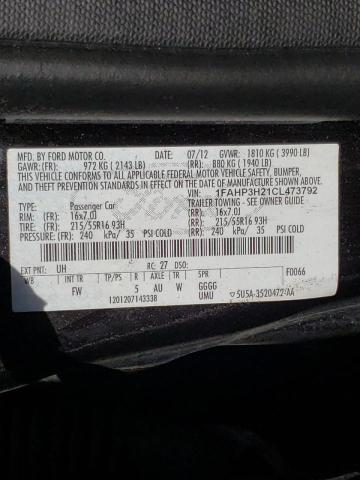 MFD. BY FORD MOTOR CO. 07/12 GVWR: 1810 KG ( 3990 LB)
GAWR:(FR): 972 KG ( 2143 LB) (RR): 880 KG ( 1940 LB)
THIS VEHICLE CONFORMS TO ALL APPLICABLE FEDERAL MOTOR VEHICLE SAFETY, BUMPER,
AND THEFT PREVENTION STANDARDS IN EFFECT ON THE DATE OF MANUFACTURE SHOWN ABOVE.
VIN: 1FAHP3H21CL473792
TYPE: Passenger Car TRAILER TOWING - SEE OWNER GUIDE
RIM: (FR): 16x7.0J (RR): 16x7.0J
TIRE: (FR): 215/55R16 93H (RR): 215/55R16 93H
PRESSURE: (FR): 240 kPa/ 35 PSI COLD (RR): 240 kPa/ 35 PSI COLD
EXT PNT: UH RC: 27 DSO: F0066
WB INT TR TP/PS R AXLE TR SPR
FW 5 AU W GGGG
1201207143338 UMU 5U5A-3520472-AA